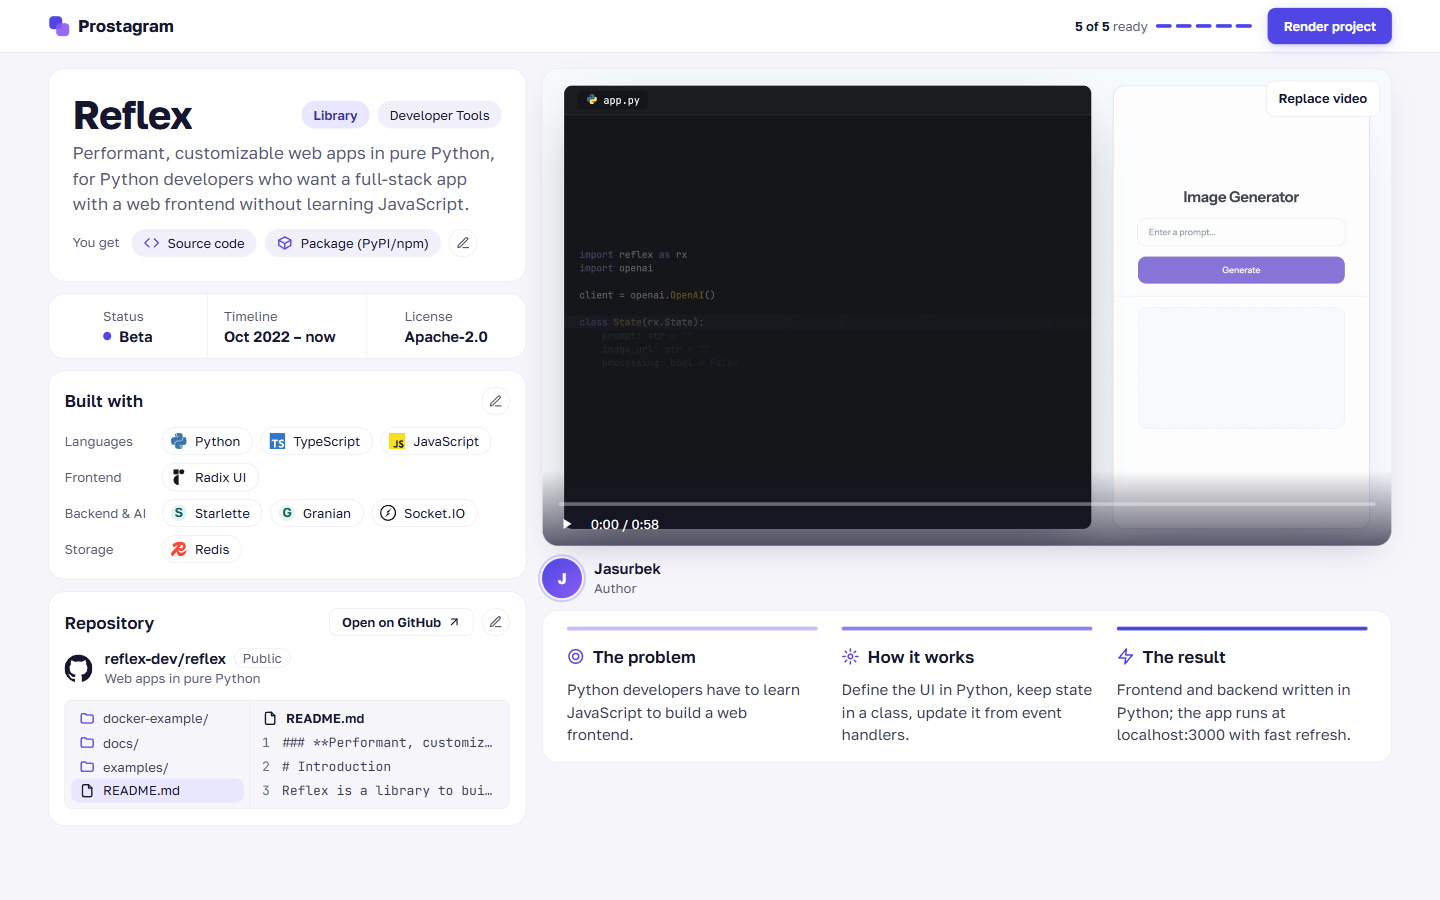 Prostagram
5 of 5 ready
Render project
Reflex
Library
Developer Tools
Performant, customizable web apps in pure Python,
for Python developers who want a full-stack app
with a web frontend without learning JavaScript.
You get
Source code
Package (PyPI/npm)
Status
Beta
Timeline
Oct 2022 – now
License
Apache-2.0
Built with
Languages
Python
TypeScript
JavaScript
Frontend
Radix UI
Backend & AI
Starlette
Granian
Socket.IO
Storage
Redis
Repository
Open on GitHub
reflex-dev/reflex
Public
Web apps in pure Python
docker-example/
docs/
examples/
README.md
README.md
1 ### **Performant, customiz…
2 # Introduction
3 Reflex is a library to bui…
app.py
import reflex as rx
import openai
client = openai.OpenAI()
class State(rx.State):
prompt: str = ""
image_url: str = ""
processing: bool = False
Replace video
Image Generator
Enter a prompt...
Generate
0:00 / 0:58
J
Jasurbek
Author
The problem
Python developers have to learn
JavaScript to build a web
frontend.
How it works
Define the UI in Python, keep state
in a class, update it from event
handlers.
The result
Frontend and backend written in
Python; the app runs at
localhost:3000 with fast refresh.